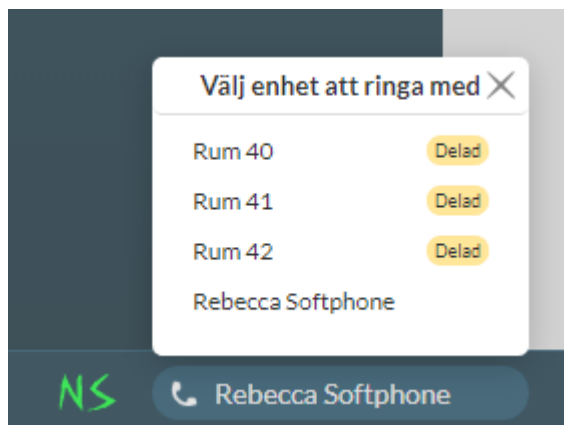 Välj enhet att ringa med
Rum 40 Delad
Rum 41 Delad
Rum 42 Delad
Rebecca Softphone
NS Rebecca Softphone